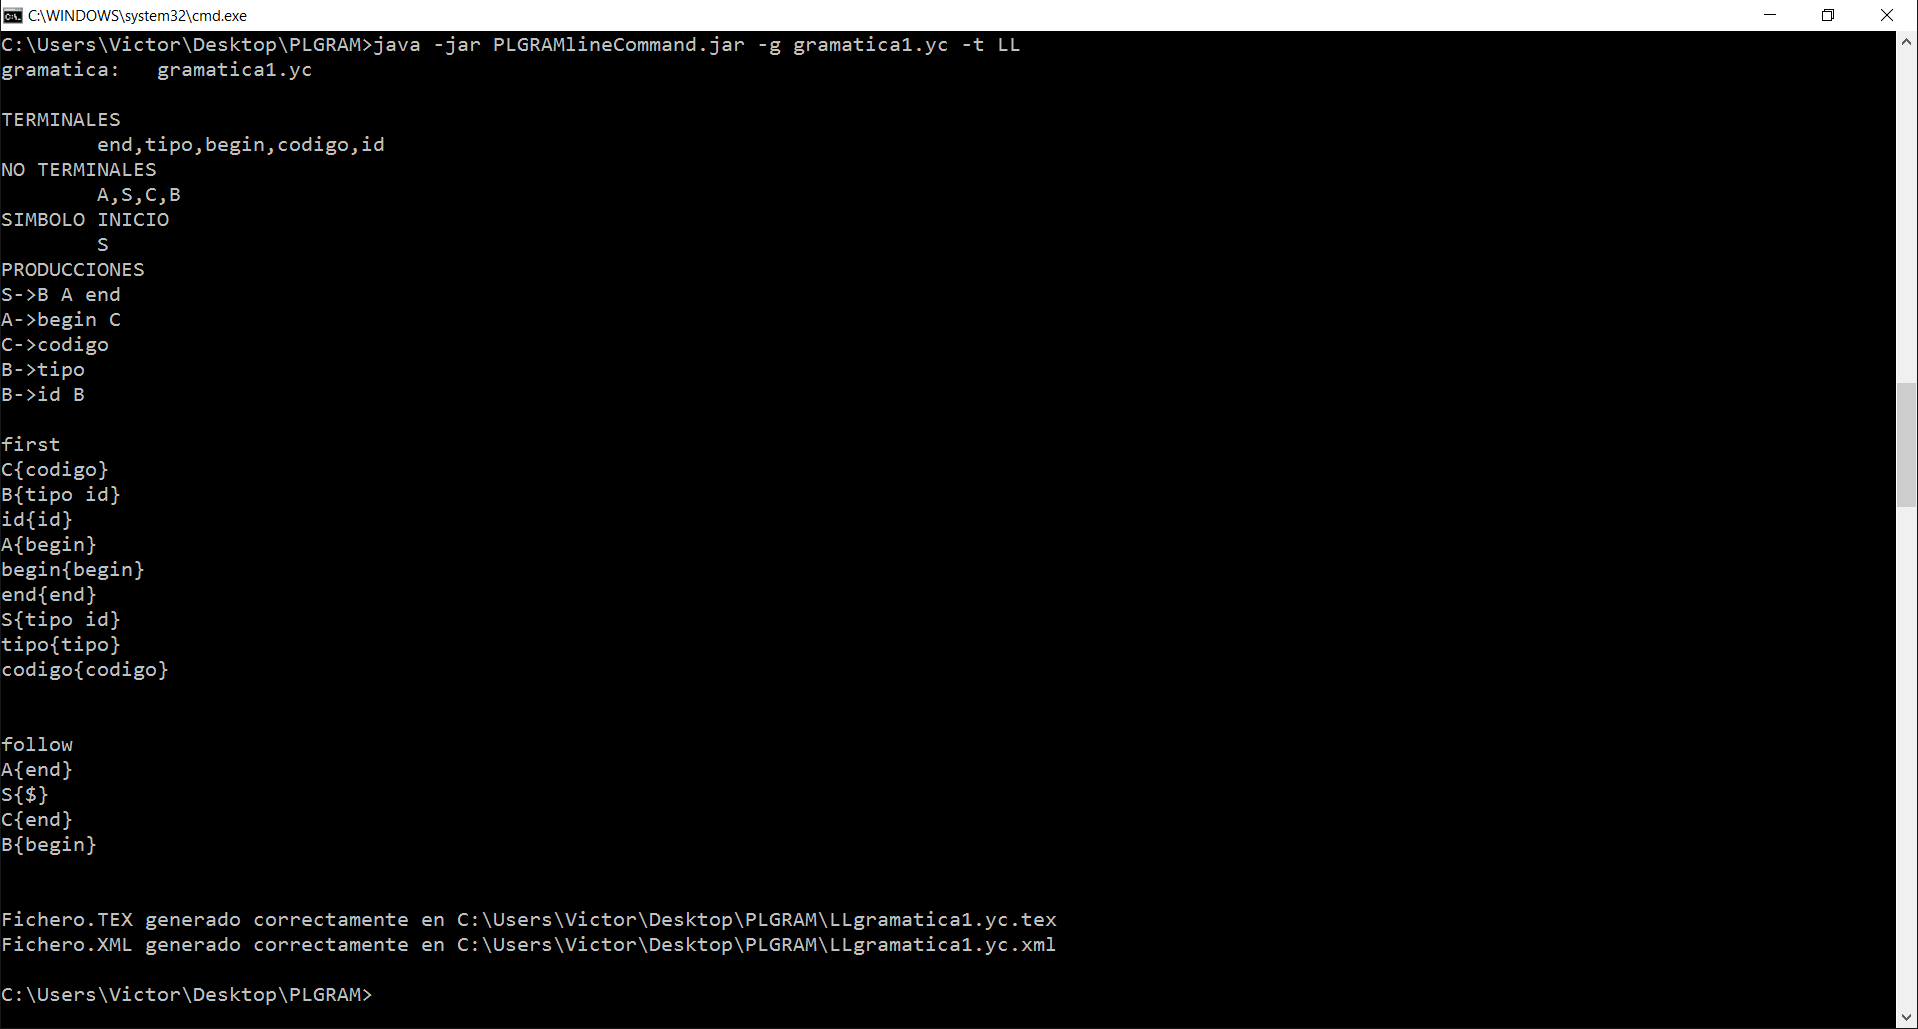 C:\WINDOWS\system32\cmd.exe
C:\Users\Victor\Desktop\PLGRAM>java -jar PLGRAMlineCommand.jar -g gramatica1.yc -t LL
gramatica:   gramatica1.yc
TERMINALES
        end,tipo,begin,codigo,id
NO TERMINALES
        A,S,C,B
SIMBOLO INICIO
        S
PRODUCCIONES
S->B A end
A->begin C
C->codigo
B->tipo
B->id B
first
C{codigo}
B{tipo id}
id{id}
A{begin}
begin{begin}
end{end}
S{tipo id}
tipo{tipo}
codigo{codigo}
follow
A{end}
S{$}
C{end}
B{begin}
Fichero.TEX generado correctamente en C:\Users\Victor\Desktop\PLGRAM\LLgramatica1.yc.tex
Fichero.XML generado correctamente en C:\Users\Victor\Desktop\PLGRAM\LLgramatica1.yc.xml
C:\Users\Victor\Desktop\PLGRAM>